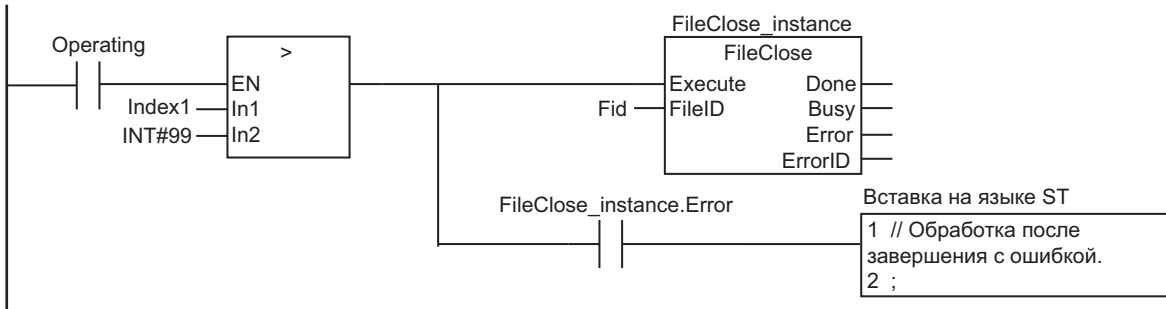 FileClose_instance
Operating
>
FileClose
EN
Execute
Done
Index1
In1
Fid
FileID
Busy
INT#99
In2
Error
ErrorID
FileClose_instance.Error
Вставка на языке ST
1 // Обработка после
завершения с ошибкой.
2 ;